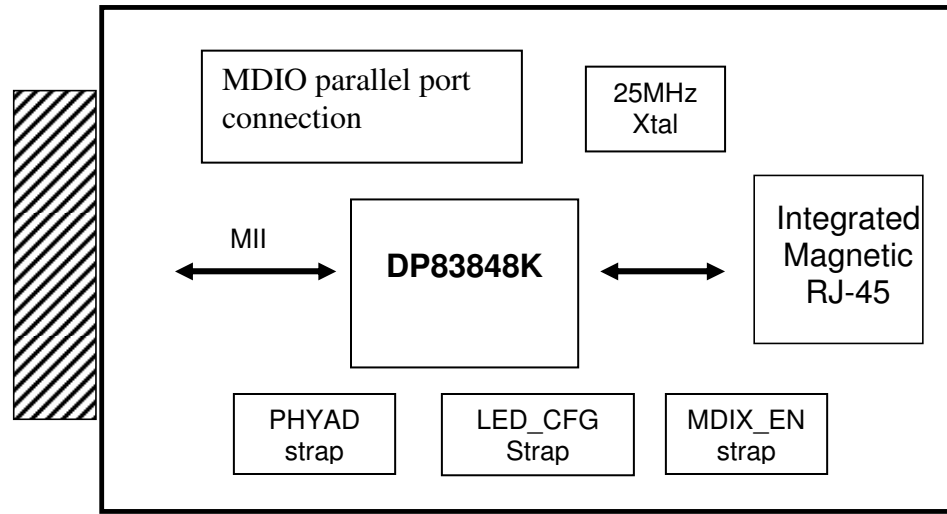 MDIO parallel port
connection
25MHz
Xtal
MII
DP83848K
Integrated
Magnetic
RJ-45
PHYAD
strap
LED_CFG
Strap
MDIX_EN
strap